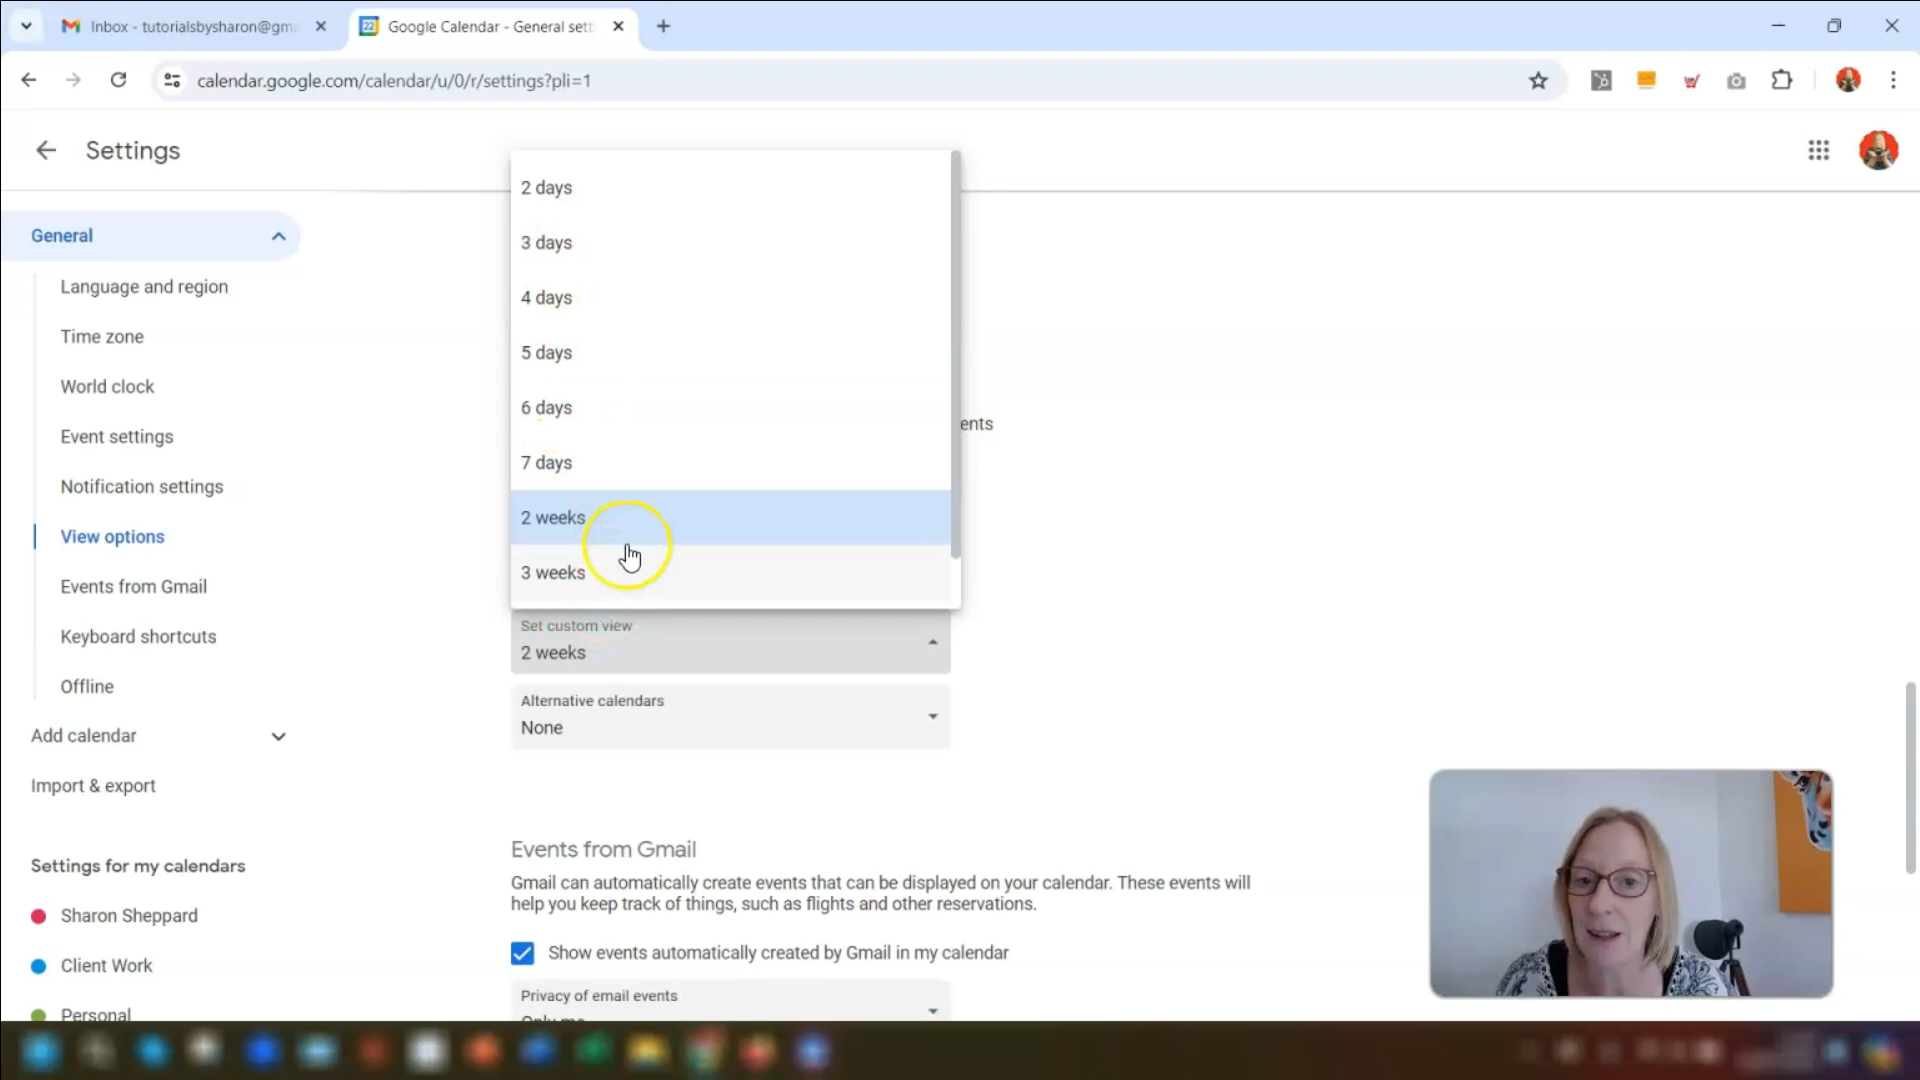 Inbox - tutorialsbysharon@gm
Google Calendar - General sett
calendar.google.com/calendar/u/0/r/settings?pli=1
Settings
General
Language and region
Time zone
World clock
Event settings
Notification settings
View options
Events from Gmail
Keyboard shortcuts
Offline
Add calendar
Import & export
Settings for my calendars
Sharon Sheppard
Client Work
Personal
2 days
3 days
4 days
5 days
6 days
ents
7 days
2 weeks
3 weeks
Set custom view
2 weeks
Alternative calendars
None
Events from Gmail
Gmail can automatically create events that can be displayed on your calendar. These events will
help you keep track of things, such as flights and other reservations.
Show events automatically created by Gmail in my calendar
Privacy of email events
Only me